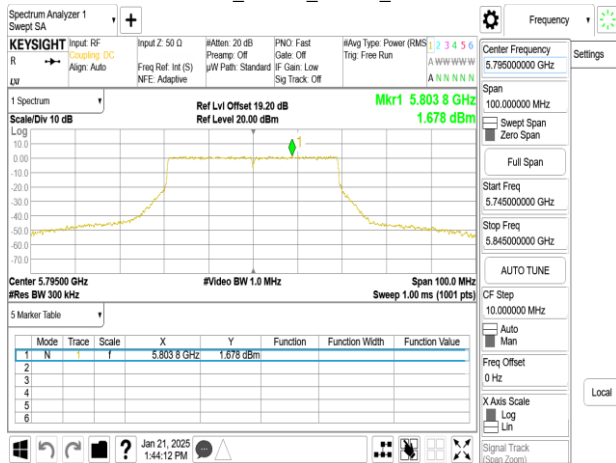 Spectrum Analyzer 1
Swept SA
Frequency
KEYSIGHT
R
Input: RF
Coupling: DC
Align: Auto
Input Z: 50 Ω
Freq Ref: Int (S)
NFE: Adaptive
#Atten: 20 dB
Preamp: Off
µW Path: Standard
PNO: Fast
Gate: Off
IF Gain: Low
Sig Track: Off
#Avg Type: Power (RMS
Trig: Free Run
1 2 3 4 5 6
A W W W W W
A N N N N N
1 Spectrum
Scale/Div 10 dB
Ref Lvl Offset 19.20 dB
Ref Level 20.00 dBm
Mkr1 5.803 8 GHz
1.678 dBm
Log
10.0
0.00
-10.0
-20.0
-30.0
-40.0
-50.0
-60.0
-70.0
1
Center 5.79500 GHz
#Res BW 300 kHz
#Video BW 1.0 MHz
Span 100.0 MHz
Sweep 1.00 ms (1001 pts)
5 Marker Table
Mode Trace Scale X Y Function Function Width Function Value
1 N 1 f 5.803 8 GHz 1.678 dBm
2
3
4
5
6
Jan 21, 2025
1:44:12 PM
Center Frequency
5.795000000 GHz
Span
100.000000 MHz
Swept Span
Zero Span
Full Span
Start Freq
5.745000000 GHz
Stop Freq
5.845000000 GHz
AUTO TUNE
CF Step
10.000000 MHz
Auto
Man
Freq Offset
0 Hz
X Axis Scale
Log
Lin
Signal Track
(Span Zoom)
Settings
Local